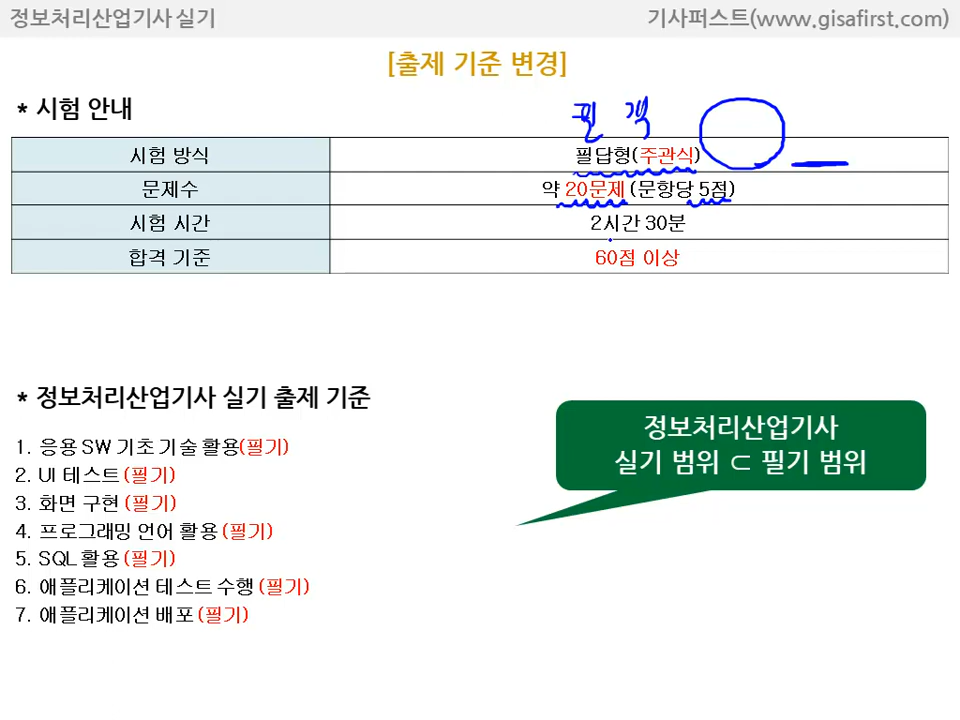 정보처리산업기사 실기
기사퍼스트(www.gisafirst.com)
[출제 기준 변경]
* 시험 안내
필 객
시험 방식 필답형(주관식)
문제수 약 20문제 (문항당 5점)
시험 시간 2시간 30분
합격 기준 60점 이상
* 정보처리산업기사 실기 출제 기준
1. 응용 SW 기초 기술 활용(필기)
2. UI 테스트 (필기)
3. 화면 구현 (필기)
4. 프로그래밍 언어 활용 (필기)
5. SQL 활용 (필기)
6. 애플리케이션 테스트 수행 (필기)
7. 애플리케이션 배포 (필기)
정보처리산업기사
실기 범위 ⊂ 필기 범위